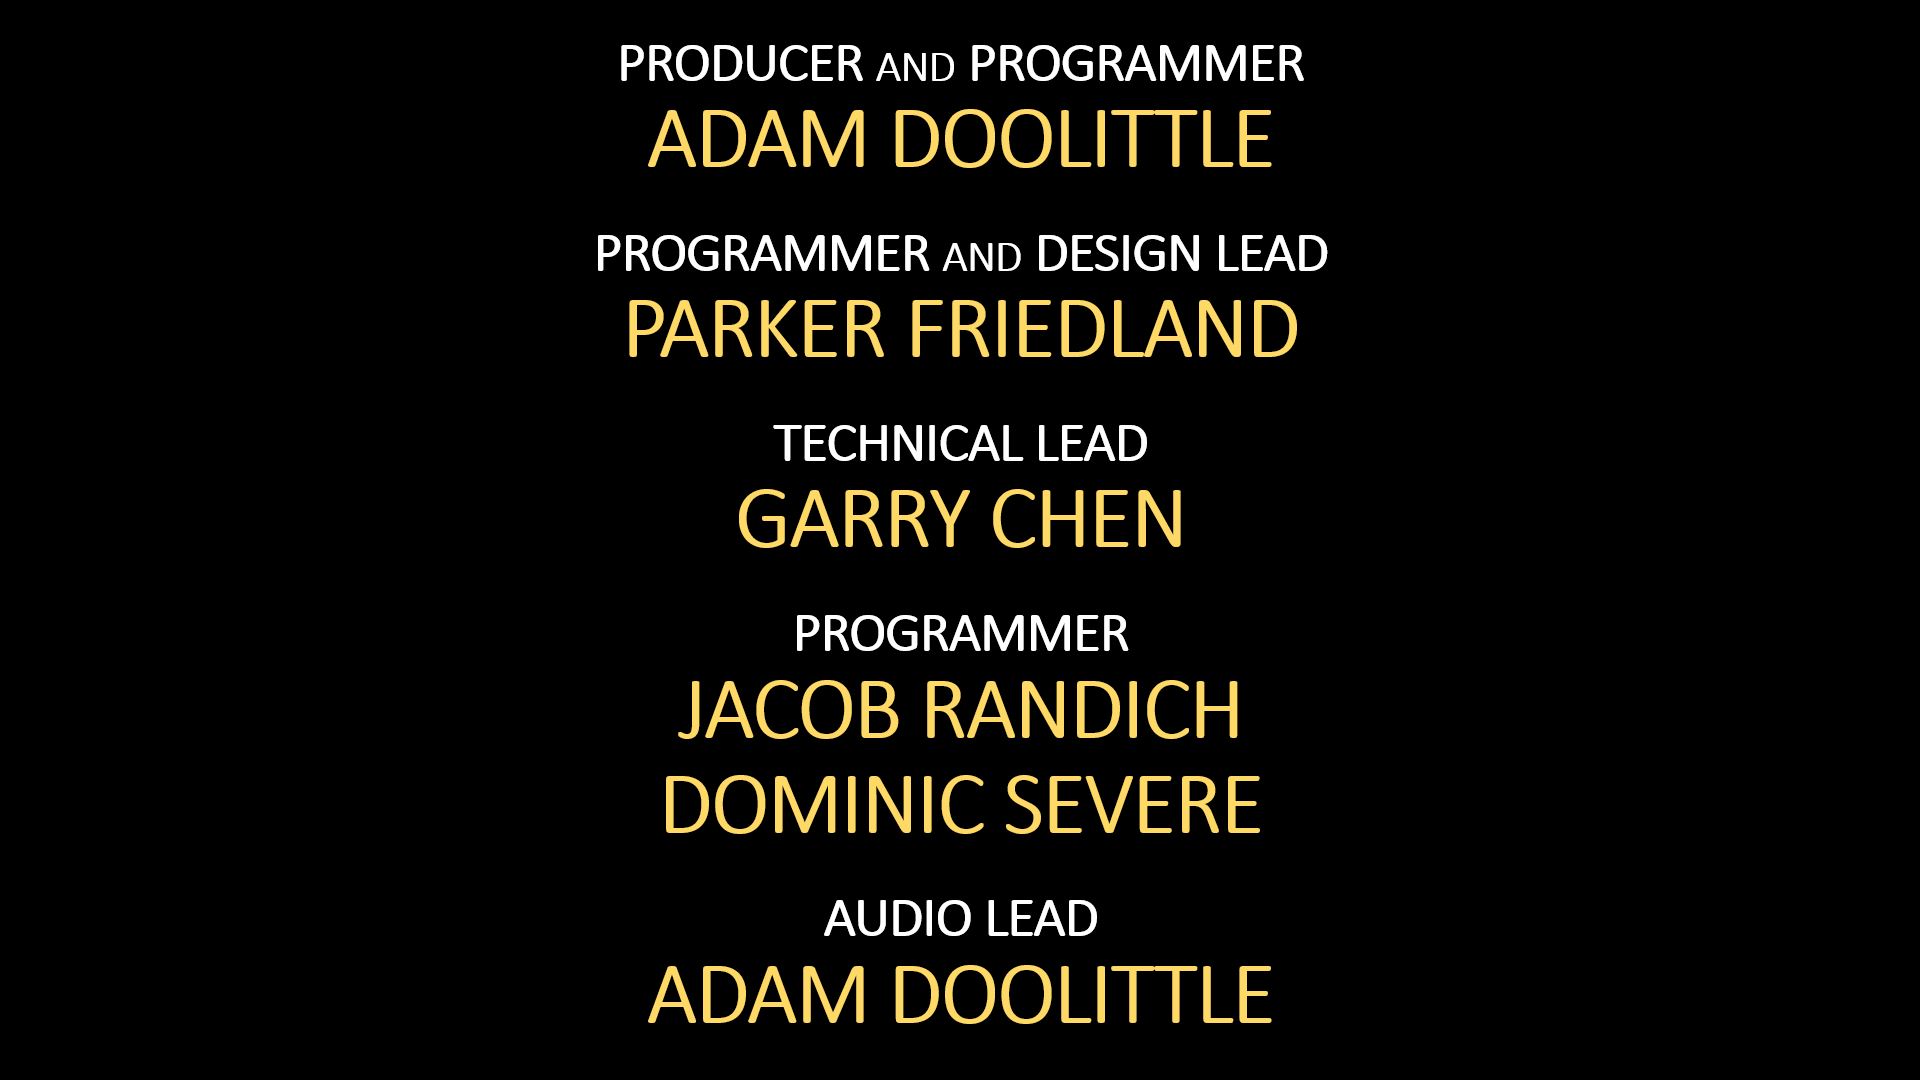 PRODUCER AND PROGRAMMER
ADAM DOOLITTLE
PROGRAMMER AND DESIGN LEAD
PARKER FRIEDLAND
TECHNICAL LEAD
GARRY CHEN
PROGRAMMER
JACOB RANDICH
DOMINIC SEVERE
AUDIO LEAD
ADAM DOOLITTLE